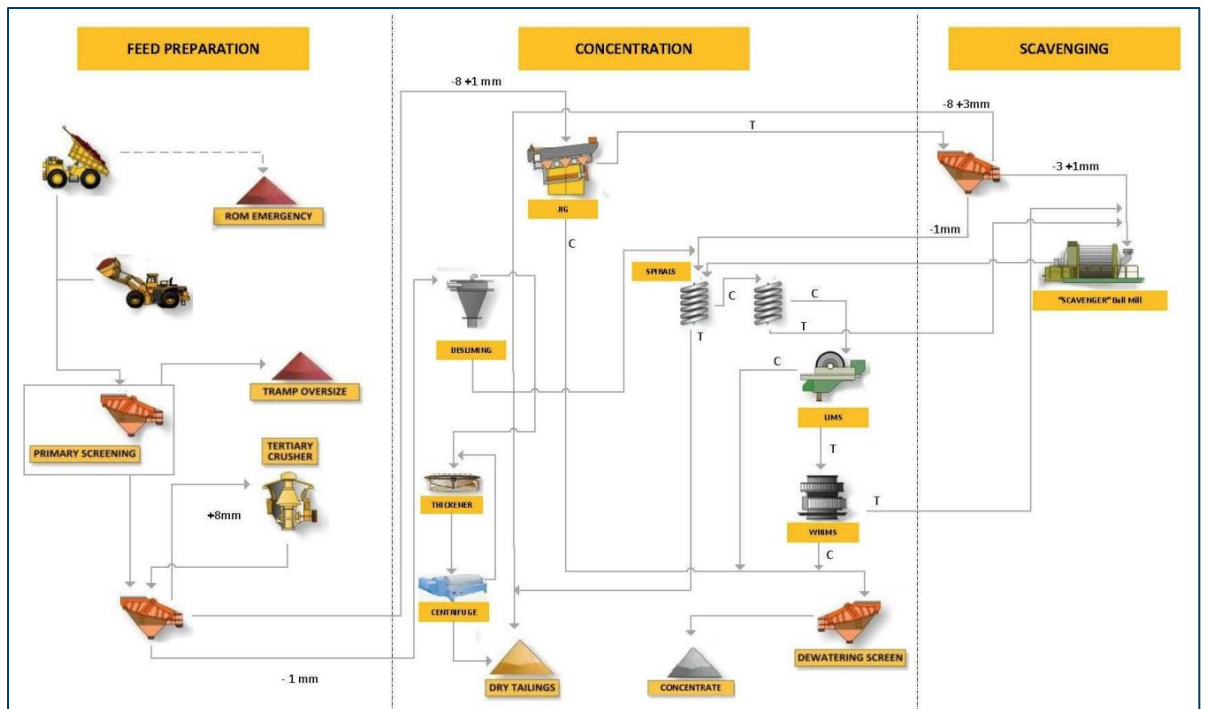 FEED PREPARATION
CONCENTRATION
SCAVENGING
-8 +1 mm
-8 +3mm
T
-3 +1mm
ROM EMERGENCY
JIG
C
-1mm
SPIRALS
C
C
"SCAVENGER" Ball Mill
T
T
DESLIMING
C
TRAMP OVERSIZE
LIMS
TERTIARY
CRUSHER
PRIMARY SCREENING
T
+8mm
THICKENER
T
WHIMS
C
CENTRIFUGE
DEWATERING SCREEN
- 1 mm
DRY TAILINGS
CONCENTRATE